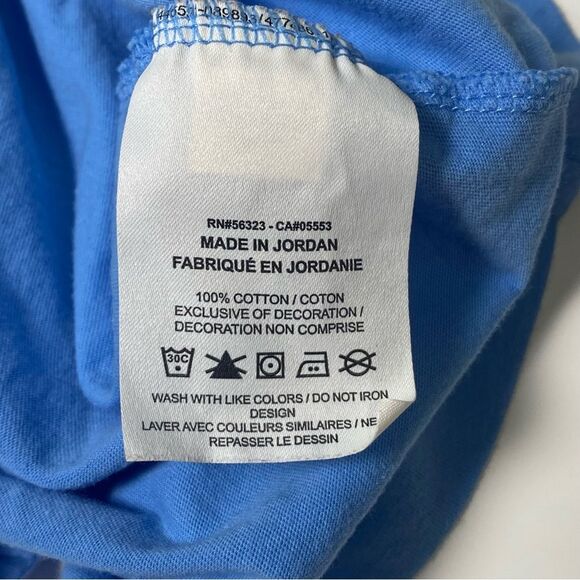 RN#56323 - CA#05553
MADE IN JORDAN
FABRIQUÉ EN JORDANIE
100% COTTON / COTON
EXCLUSIVE OF DECORATION /
DECORATION NON COMPRISE
30C
WASH WITH LIKE COLORS / DO NOT IRON
DESIGN
LAVER AVEC COULEURS SIMILAIRES / NE
REPASSER LE DESSIN